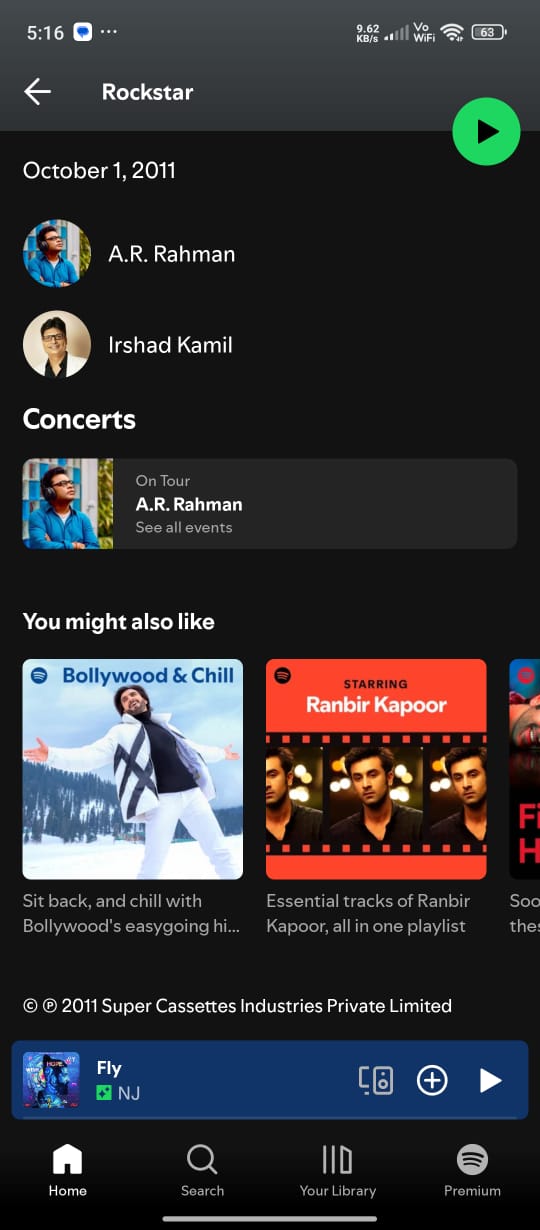 5:16
9.62
KB/s
Vo
WiFi
63
Rockstar
October 1, 2011
A.R. Rahman
Irshad Kamil
Concerts
On Tour
A.R. Rahman
See all events
You might also like
Bollywood & Chill
STARRING
Ranbir Kapoor
Sit back, and chill with
Bollywood's easygoing hi...
Essential tracks of Ranbir
Kapoor, all in one playlist
© ℗ 2011 Super Cassettes Industries Private Limited
HOPE
Fly
NJ
Home
Search
Your Library
Premium